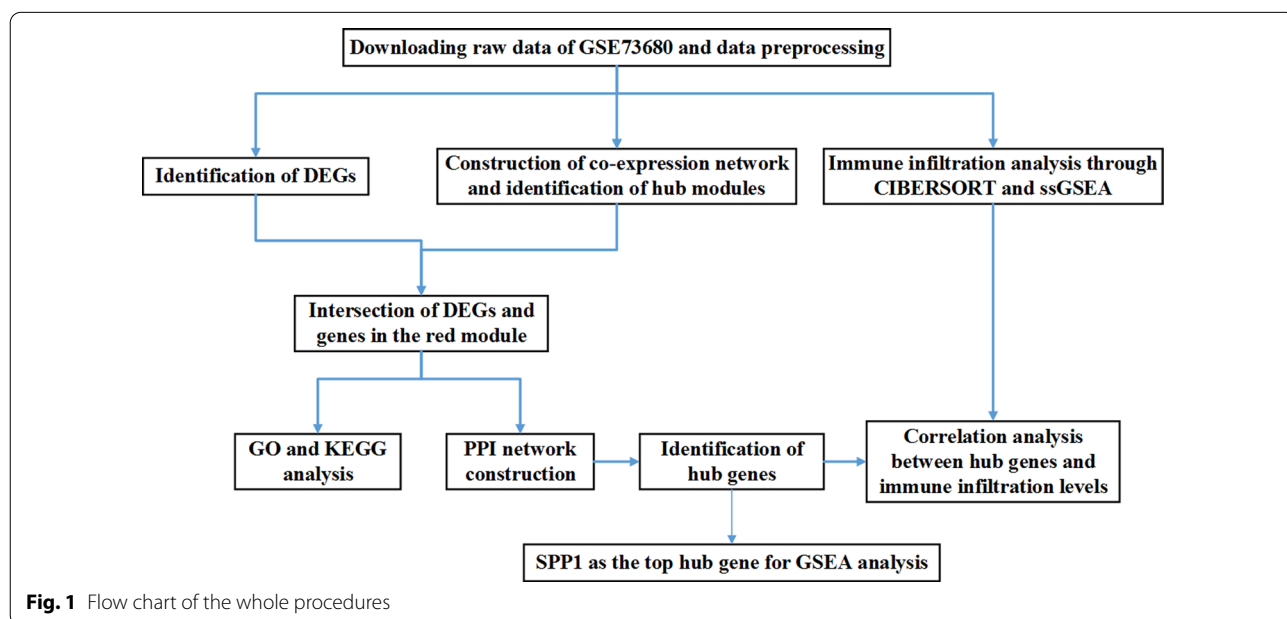 Downloading raw data of GSE73680 and data preprocessing
Identification of DEGs
Construction of co-expression network
and identification of hub modules
Immune infiltration analysis through
CIBERSORT and ssGSEA
Intersection of DEGs and
genes in the red module
GO and KEGG
analysis
PPI network
construction
Identification of
hub genes
Correlation analysis
between hub genes and
immune infiltration levels
SPP1 as the top hub gene for GSEA analysis
Fig. 1 Flow chart of the whole procedures